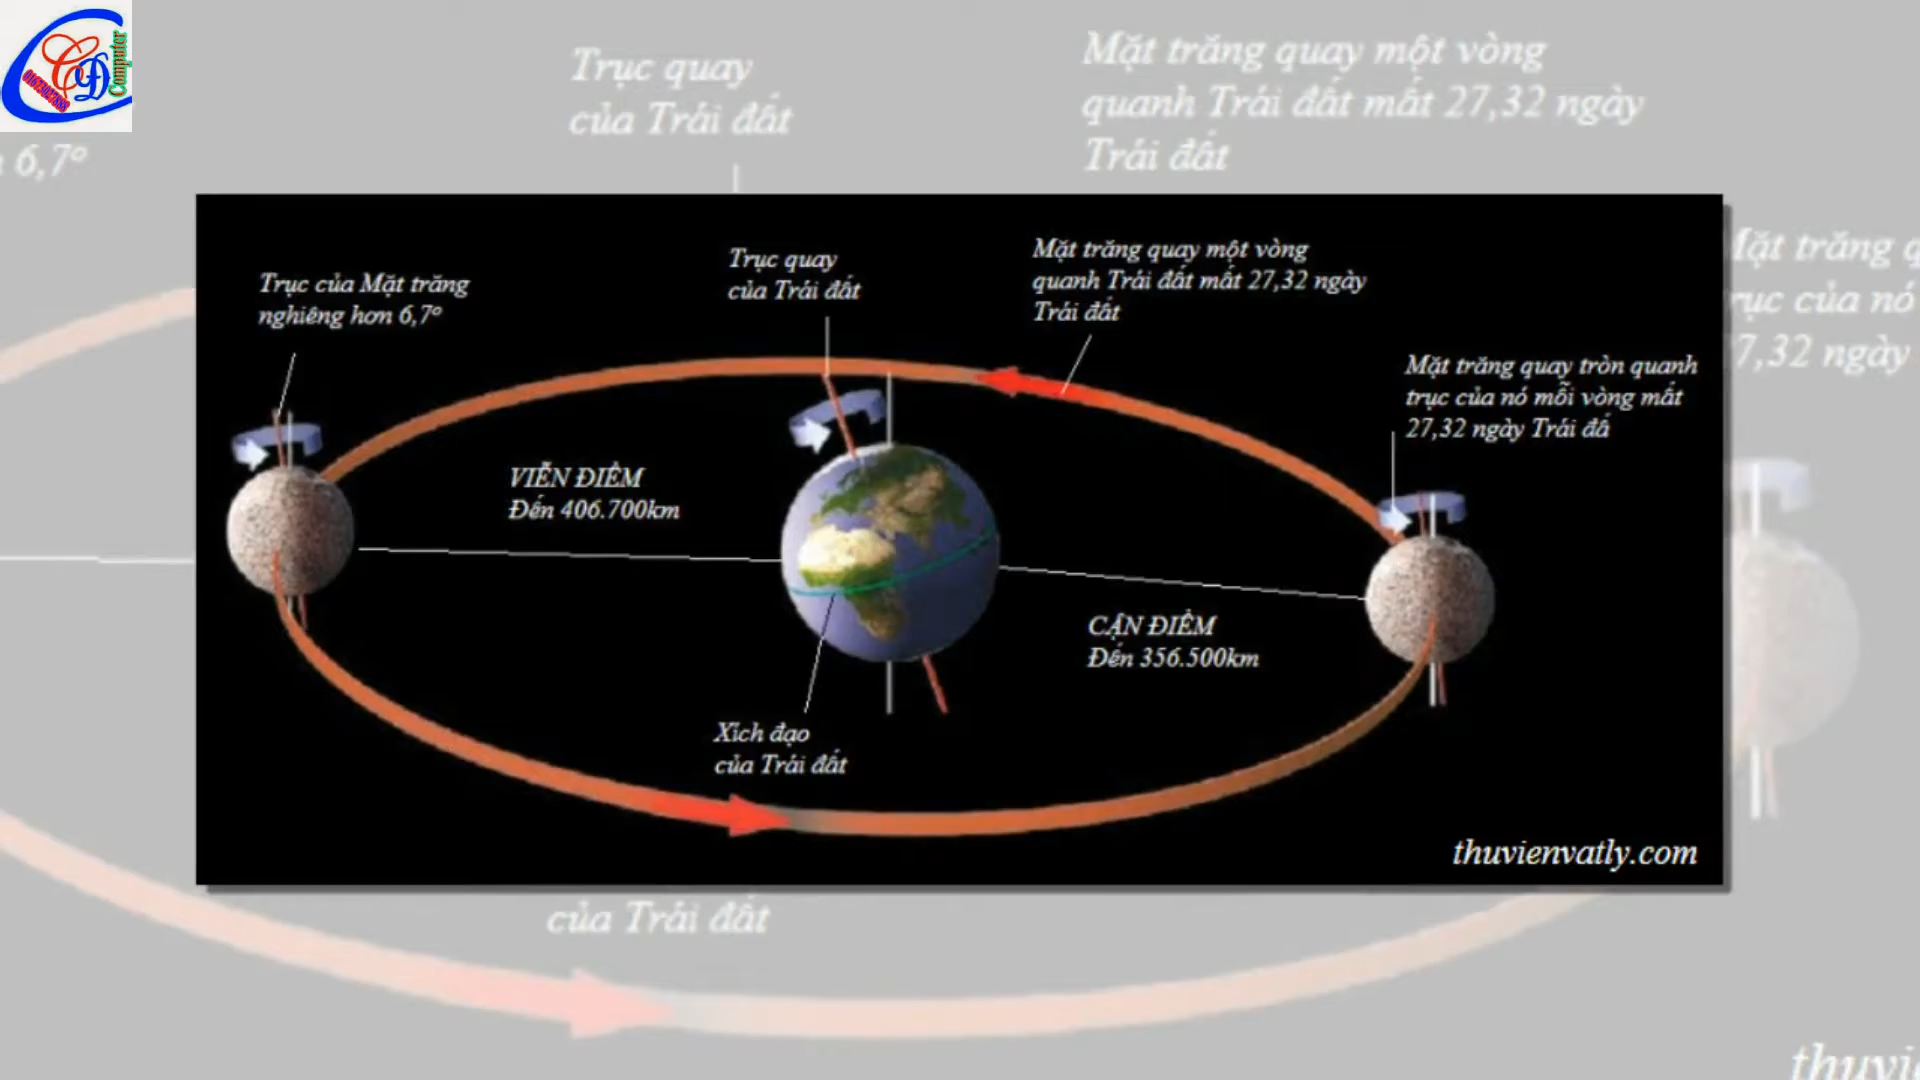 Computer
Trục quay
của Trái đất
Mặt trăng quay một vòng
quanh Trái đất mất 27,32 ngày
Trái đất
6,7°
Trục của Mặt trăng
nghiêng hơn 6,7°
Trục quay
của Trái đất
Mặt trăng quay một vòng
quanh Trái đất mất 27,32 ngày
Trái đất
Mặt trăng quay tròn quanh
trục của nó mỗi vòng mất
27,32 ngày Trái đấ
VIỄN ĐIỂM
Đến 406.700km
CẬN ĐIỂM
Đến 356.500km
Xích đạo
của Trái đất
thuvienvatly.com
của Trái đất